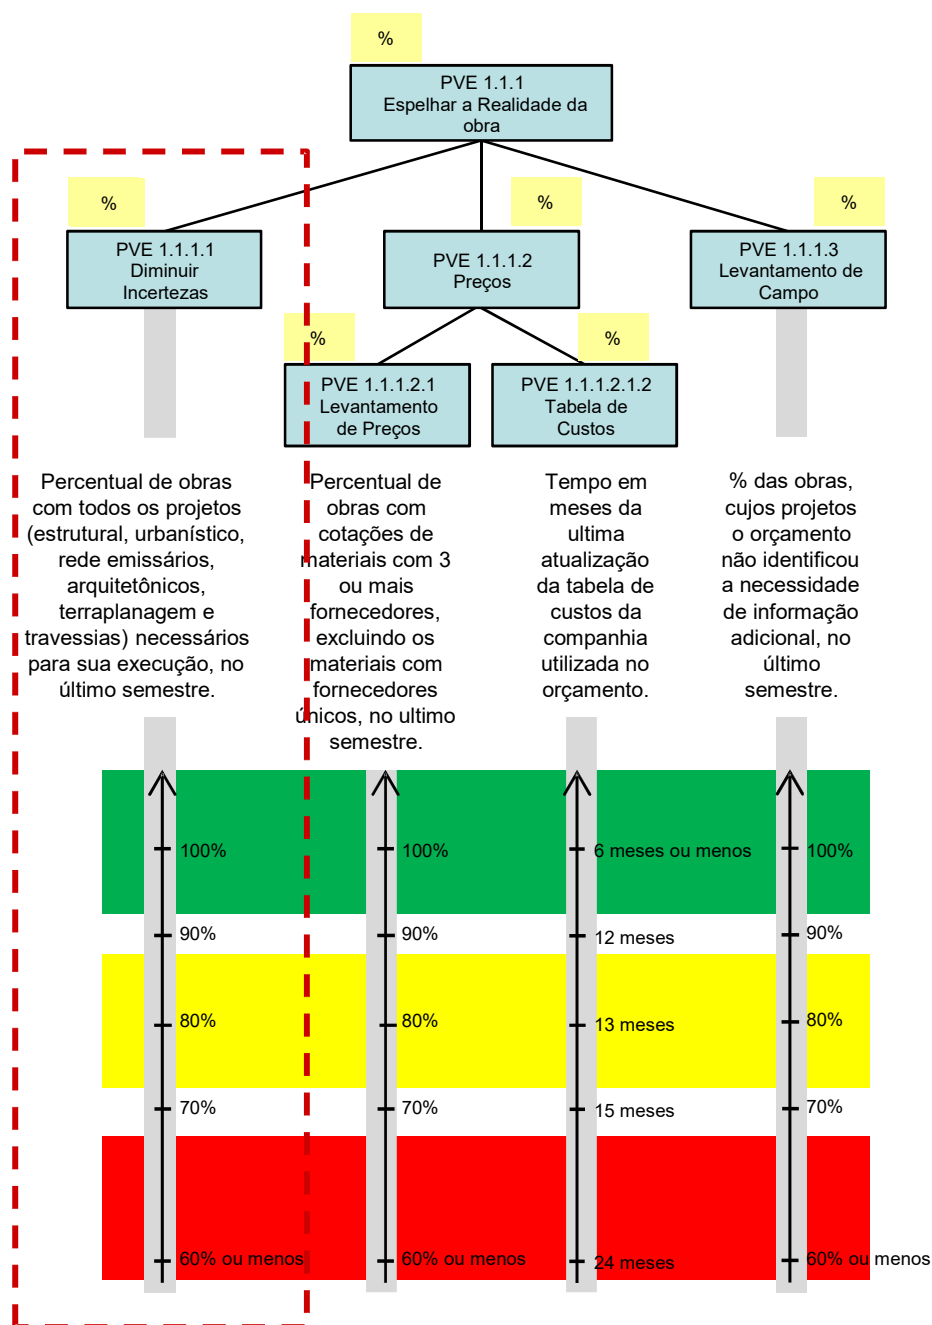 %
PVE 1.1.1
Espelhar a Realidade da
obra
%
%
%
PVE 1.1.1.1
Diminuir
Incertezas
PVE 1.1.1.2
Preços
PVE 1.1.1.3
Levantamento de
Campo
%
%
PVE 1.1.1.2.1
Levantamento
de Preços
PVE 1.1.1.2.1.2
Tabela de
Custos
Percentual de obras
com todos os projetos
(estrutural, urbanístico,
rede emissários,
arquitetônicos,
terraplanagem e
travessias) necessários
para sua execução, no
último semestre.
Percentual de
obras com
cotações de
materiais com 3
ou mais
fornecedores,
excluindo os
materiais com
fornecedores
únicos, no ultimo
semestre.
Tempo em
meses da
ultima
atualização
da tabela de
custos da
companhia
utilizada no
orçamento.
% das obras,
cujos projetos
o orçamento
não identificou
a necessidade
de informação
adicional, no
último
semestre.
100%
100%
6 meses ou menos
100%
90%
90%
12 meses
90%
80%
80%
13 meses
80%
70%
70%
15 meses
70%
60% ou menos
60% ou menos
24 meses
60% ou menos